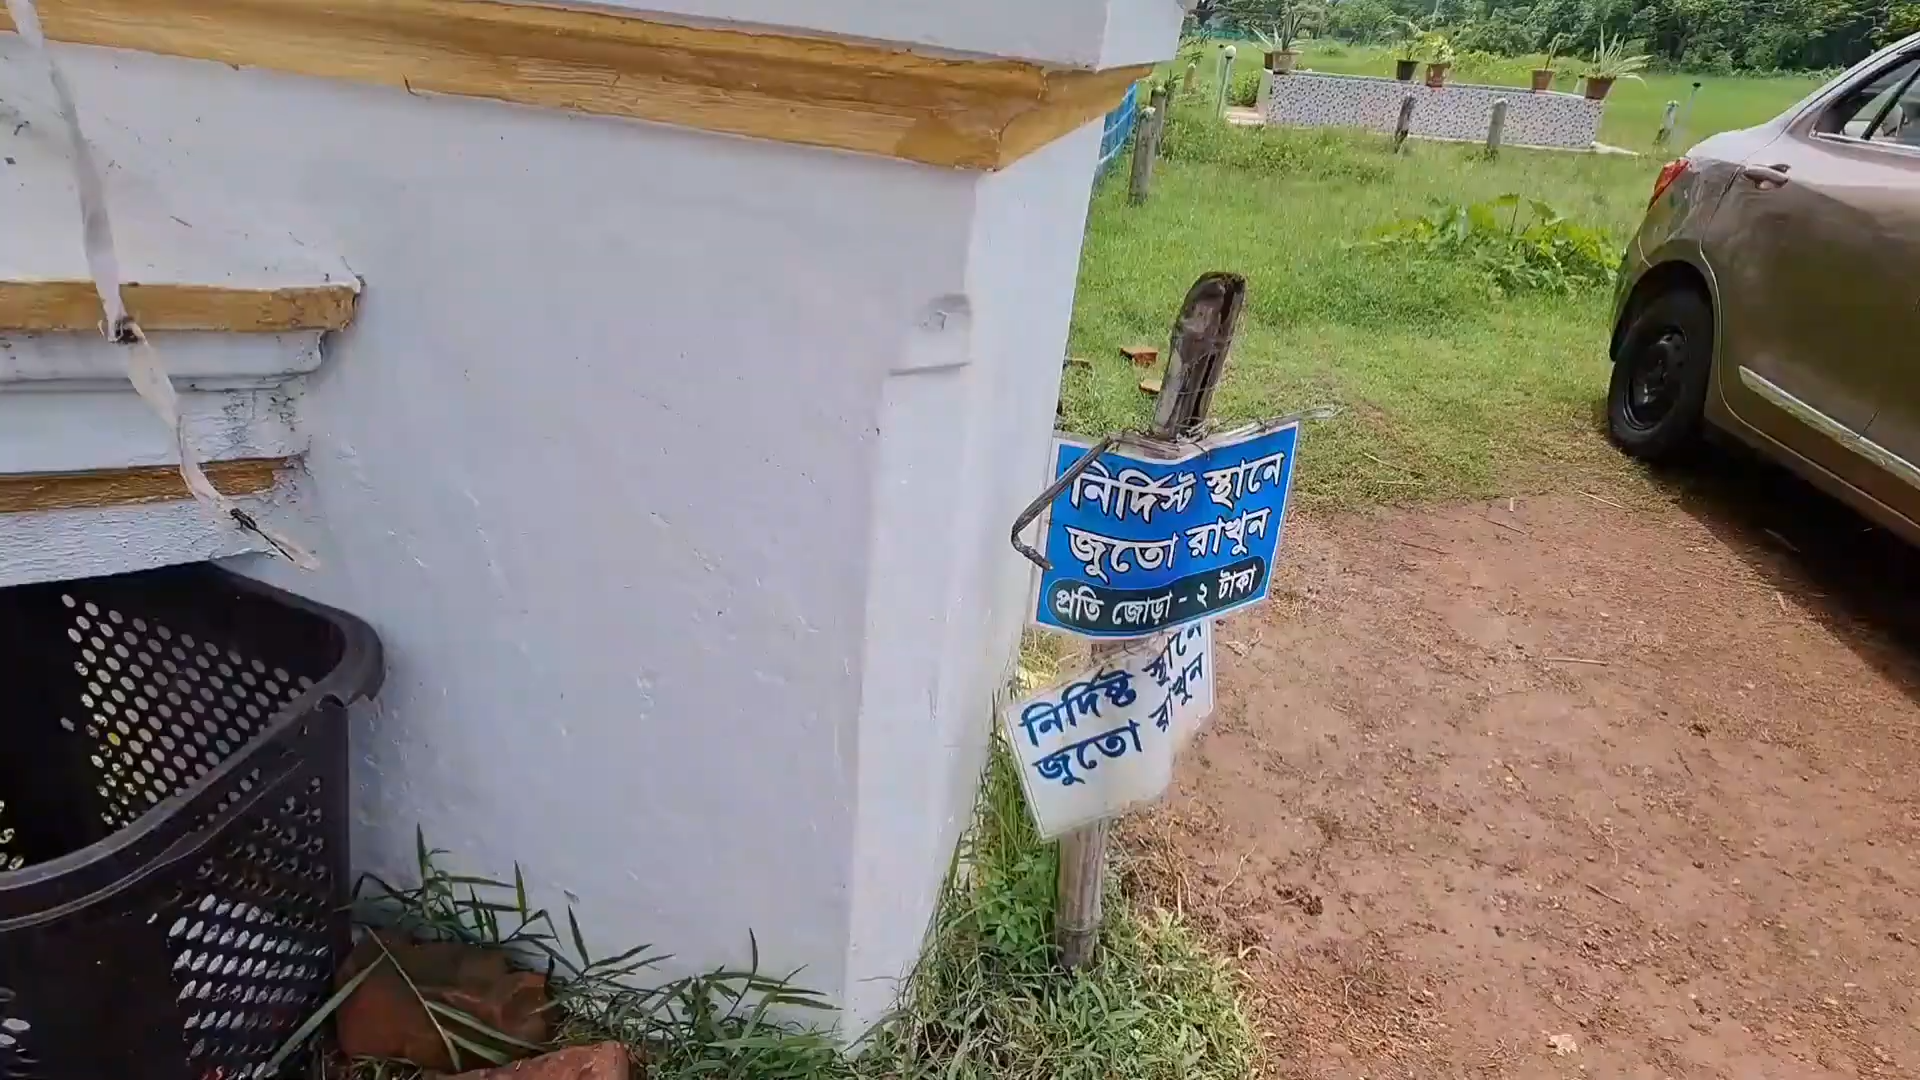 নির্দিস্ট স্থানে
জুতো রাখুন
প্রতি জোড়া - ২ টাকা
নির্দিষ্ট স্থানে
জুতো রাখুন